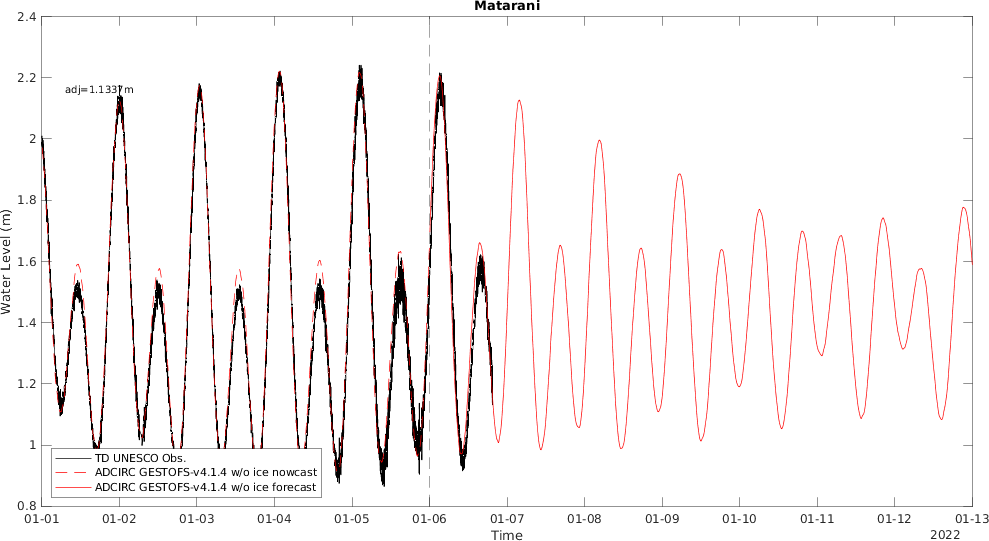 Matarani
2.4
2.2
2
1.8
1.6
1.4
1.2
1
0.8
Water Level (m)
adj=1.1337m
TD UNESCO Obs.
ADCIRC GESTOFS-v4.1.4 w/o ice nowcast
ADCIRC GESTOFS-v4.1.4 w/o ice forecast
01-01 01-02 01-03 01-04 01-05 01-06 01-07 01-08 01-09 01-10 01-11 01-12 01-13
Time
2022